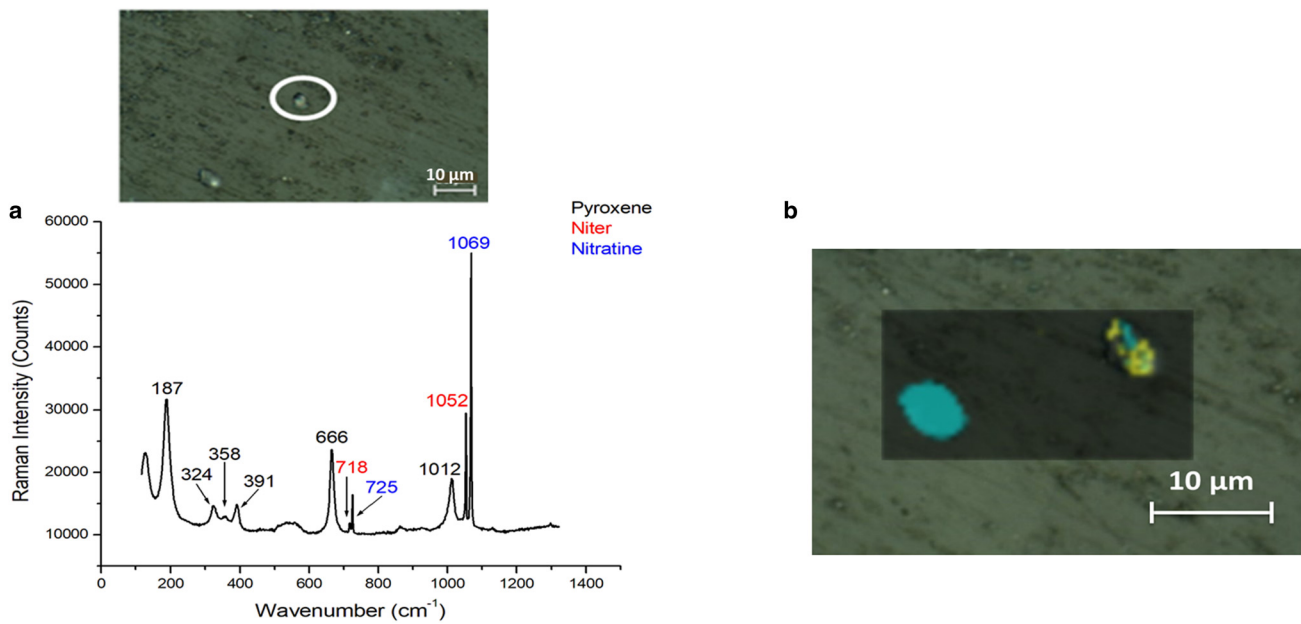 10 µm
a
b
Pyroxene
Niter
Nitratine
Raman Intensity (Counts)
60000
50000
40000
30000
20000
10000
187
324
358
391
666
718
725
1012
1052
1069
0
200
400
600
800
1000
1200
1400
Wavenumber (cm⁻¹)
10 µm